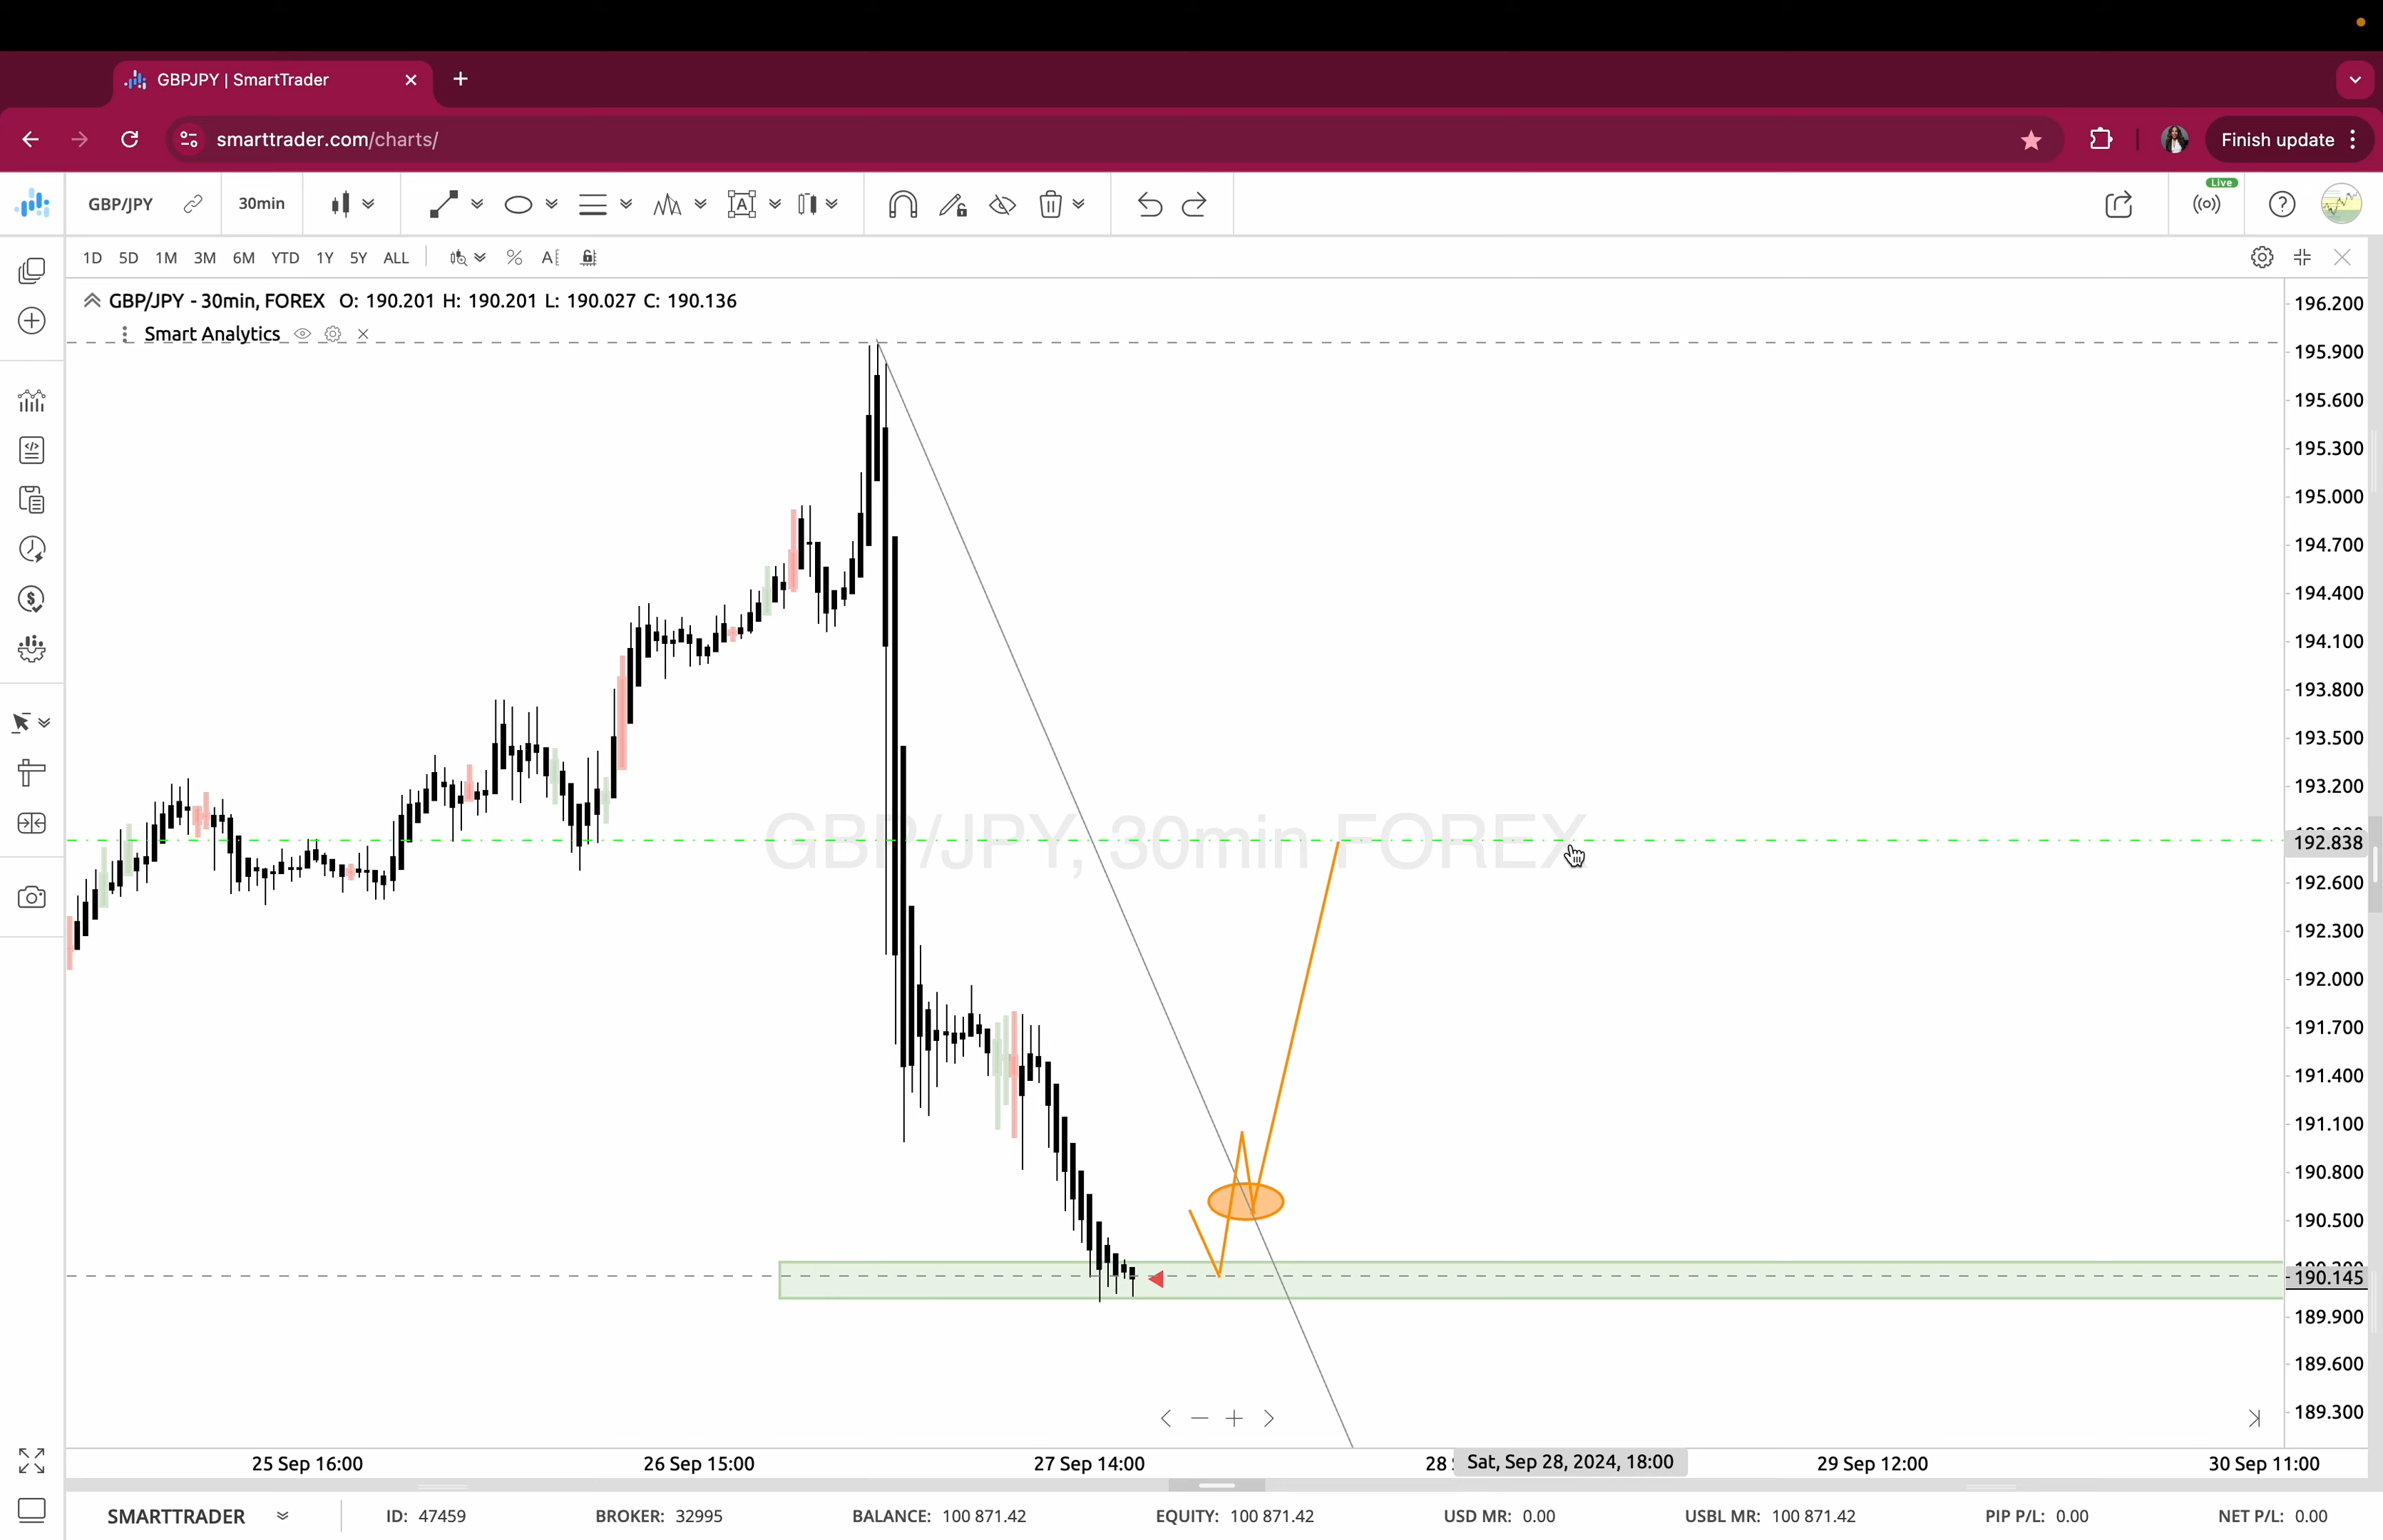 GBPJPY | SmartTrader
smarttrader.com/charts/
Finish update
GBP/JPY 30min A Live
1D 5D 1M 3M 6M YTD 1Y 5Y ALL % A
GBP/JPY - 30min, FOREX O: 190.201 H: 190.201 L: 190.027 C: 190.136
Smart Analytics
GBP/JPY, 30min FOREX
196.200
195.900
195.600
195.300
195.000
194.700
194.400
194.100
193.800
193.500
193.200
192.838
192.600
192.300
192.000
191.700
191.400
191.100
190.800
190.500
190.145
189.900
189.600
189.300
25 Sep 16:00 26 Sep 15:00 27 Sep 14:00 28 Sat, Sep 28, 2024, 18:00 29 Sep 12:00 30 Sep 11:00
SMARTTRADER ID: 47459 BROKER: 32995 BALANCE: 100 871.42 EQUITY: 100 871.42 USD MR: 0.00 USBL MR: 100 871.42 PIP P/L: 0.00 NET P/L: 0.00